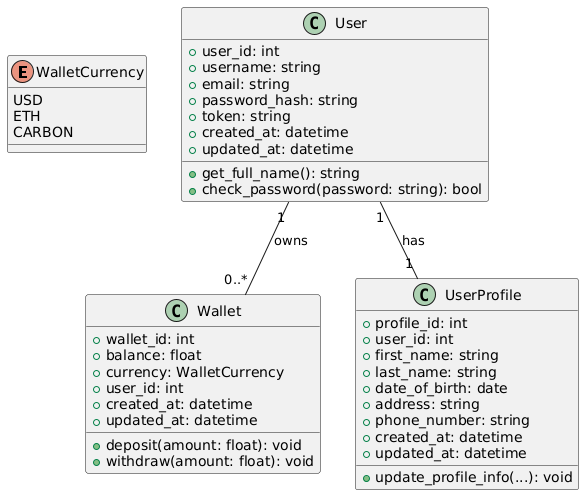 E WalletCurrency
USD
ETH
CARBON
C User
user_id: int
username: string
email: string
password_hash: string
token: string
created_at: datetime
updated_at: datetime
get_full_name(): string
check_password(password: string): bool
1
1
owns
has
0..*
1
C Wallet
wallet_id: int
balance: float
currency: WalletCurrency
user_id: int
created_at: datetime
updated_at: datetime
deposit(amount: float): void
withdraw(amount: float): void
C UserProfile
profile_id: int
user_id: int
first_name: string
last_name: string
date_of_birth: date
address: string
phone_number: string
created_at: datetime
updated_at: datetime
update_profile_info(...): void